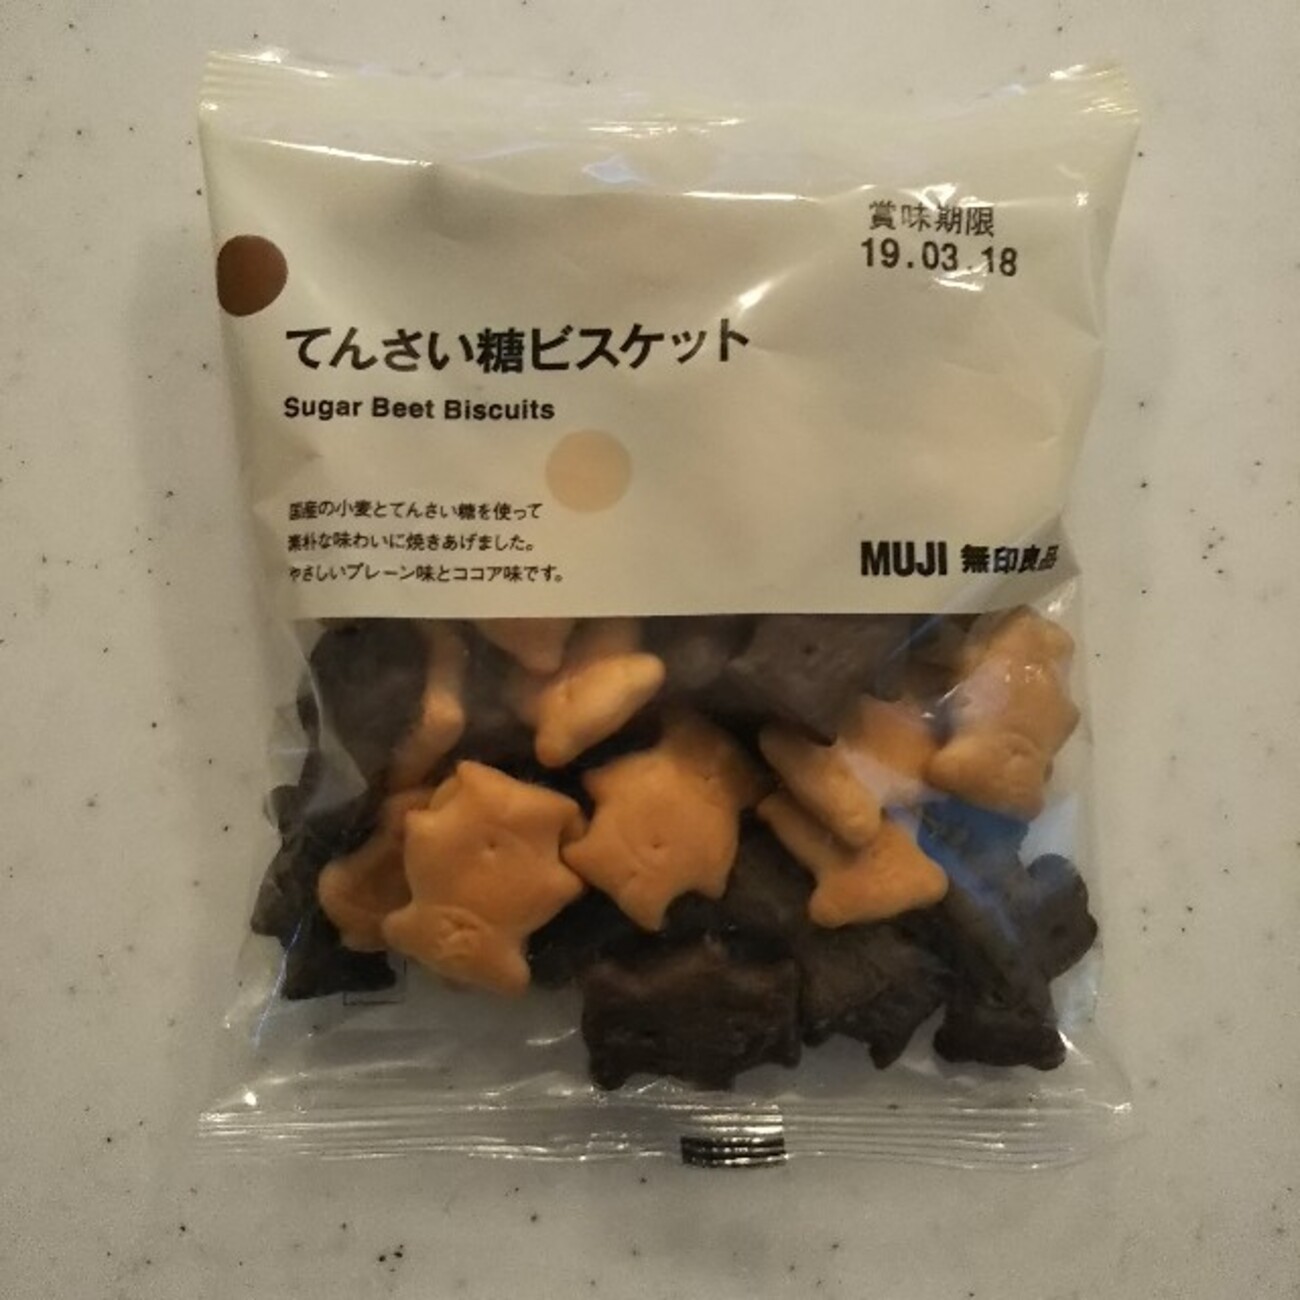 賞味期限
19.03.18
てんさい糖ビスケット
Sugar Beet Biscuits
国産の小麦とてんさい糖を使って
素朴な味わいに焼きあげました。
やさしいプレーン味とココア味です。
MUJI 無印良品